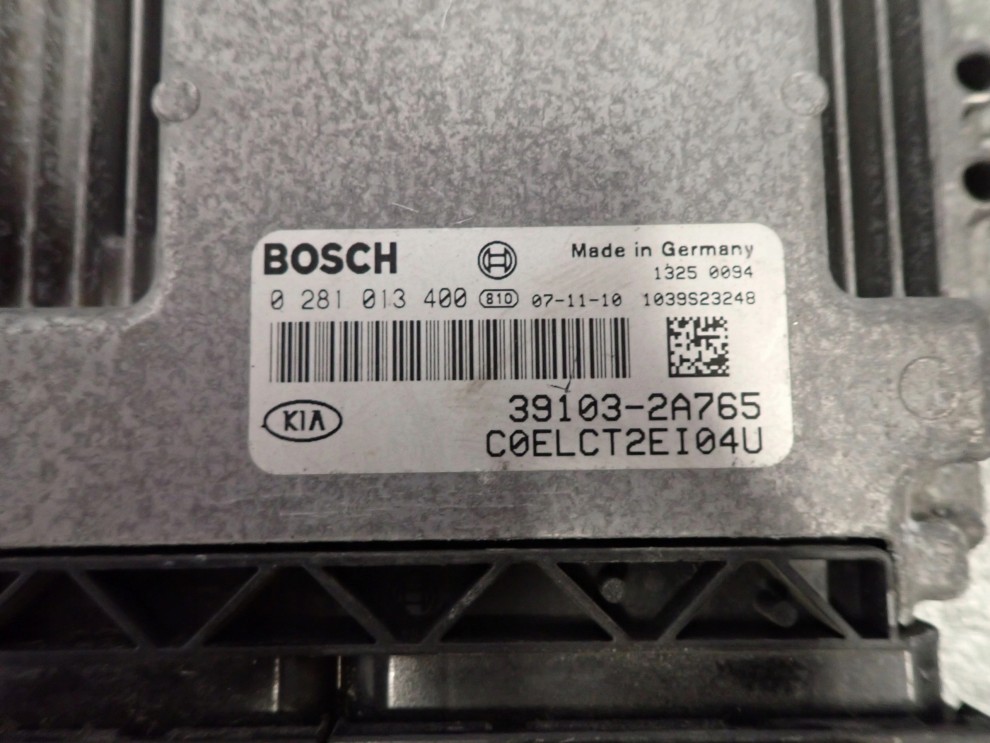 BOSCH Made in Germany
1325 0094
0 281 013 400 810 07-11-10 1039S23248
KIA 39103-2A765
C0ELCT2EI04U